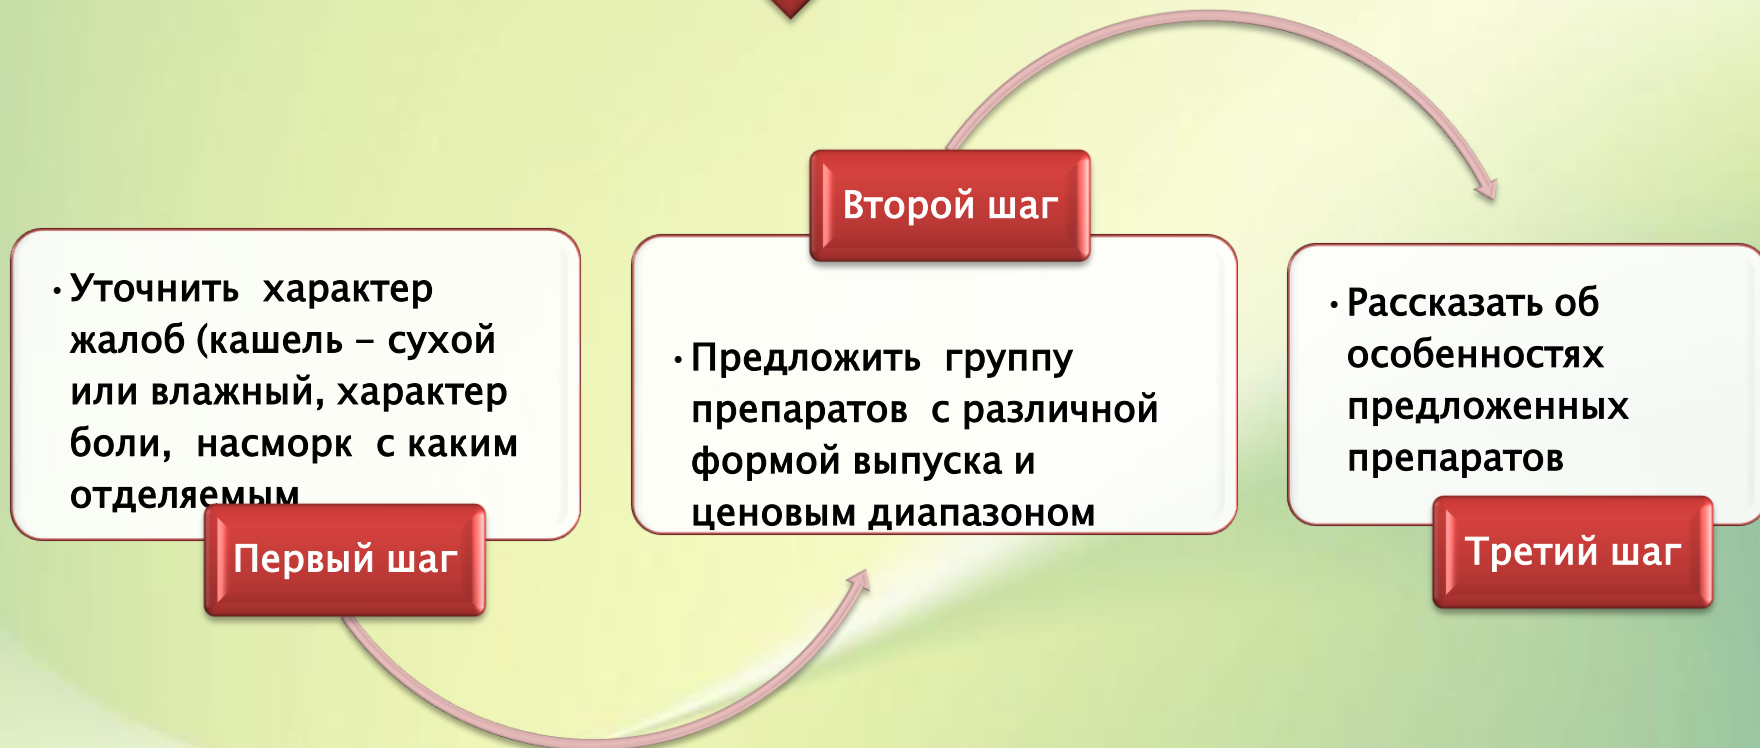 • Уточнить характер
жалоб (кашель – сухой
или влажный, характер
боли, насморк с каким
отделяемым
Первый шаг
Второй шаг
• Предложить группу
препаратов с различной
формой выпуска и
ценовым диапазоном
• Рассказать об
особенностях
предложенных
препаратов
Третий шаг